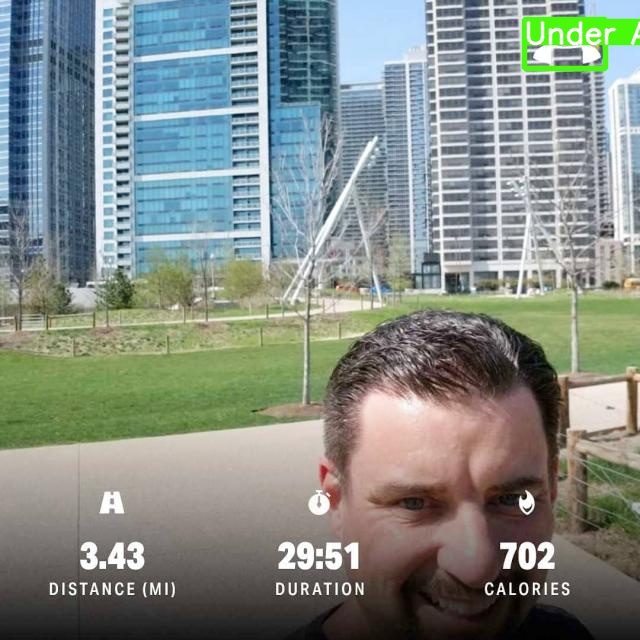 Under A
3.43
29:51
702
DISTANCE (MI)
DURATION
CALORIES